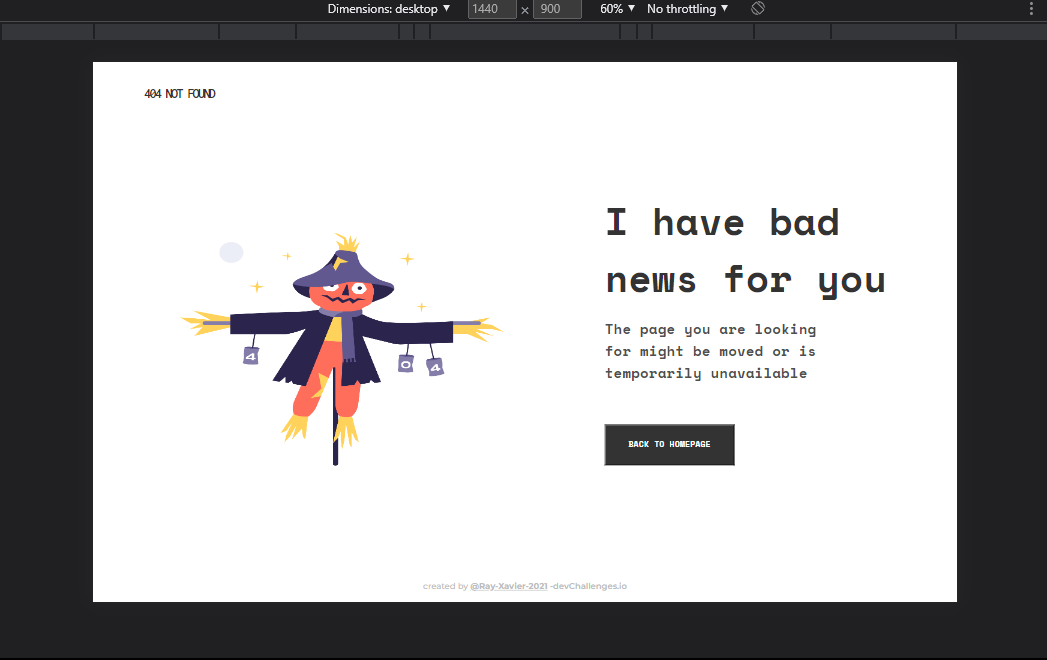 Dimensions: desktop ▼ 1440 × 900 60% ▼ No throttling ▼
404 NOT FOUND
I have bad
news for you
The page you are looking
for might be moved or is
temporarily unavailable
4 0 4
BACK TO HOMEPAGE
created by @Ray-Xavier-2021 -devChallenges.io